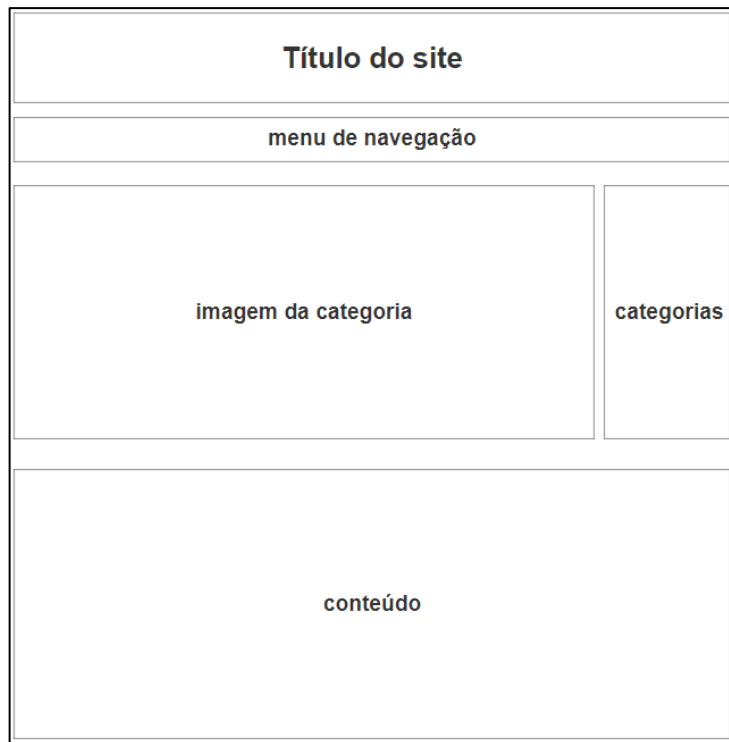 Título do site
menu de navegação
imagem da categoria
categorias
conteúdo